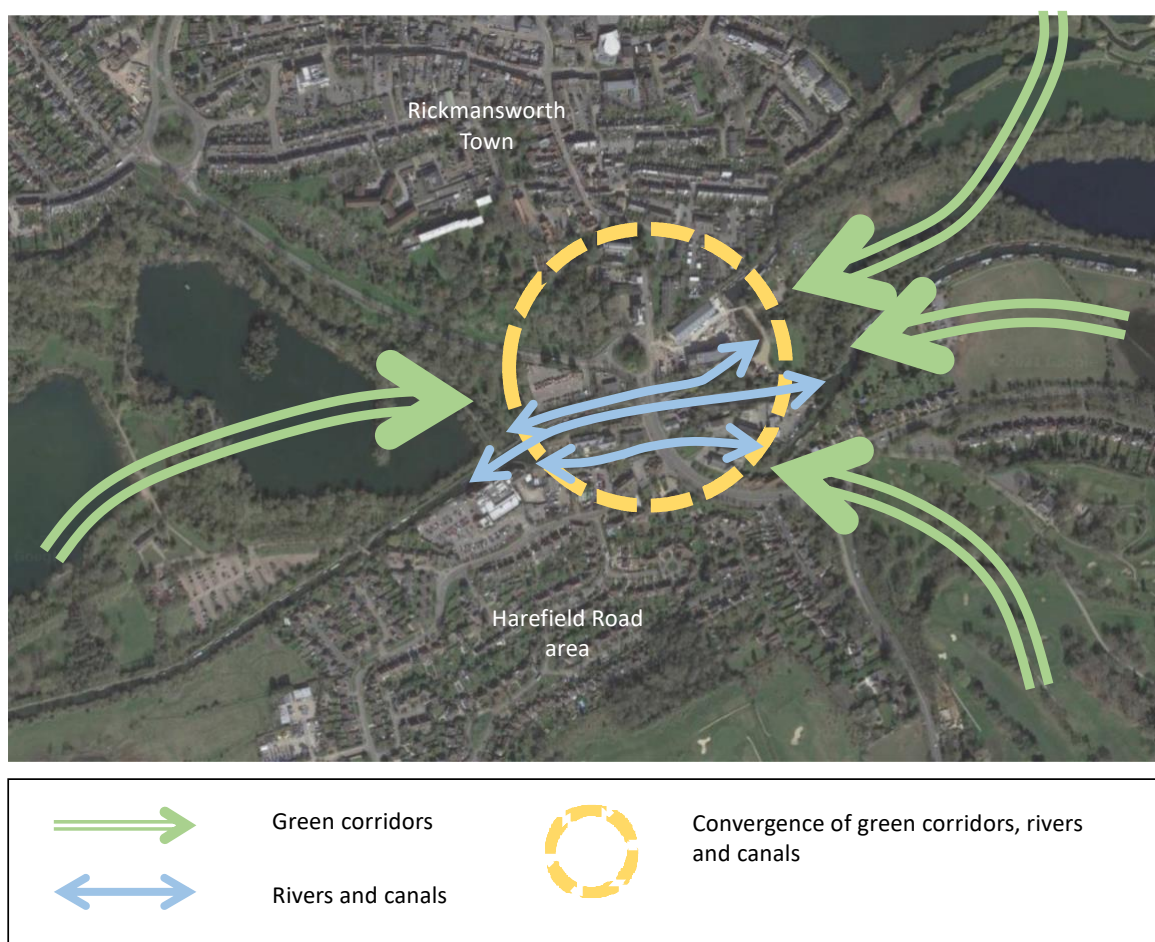 Rickmansworth
Town
Harefield Road
area
Green corridors
Rivers and canals
Convergence of green corridors, rivers
and canals